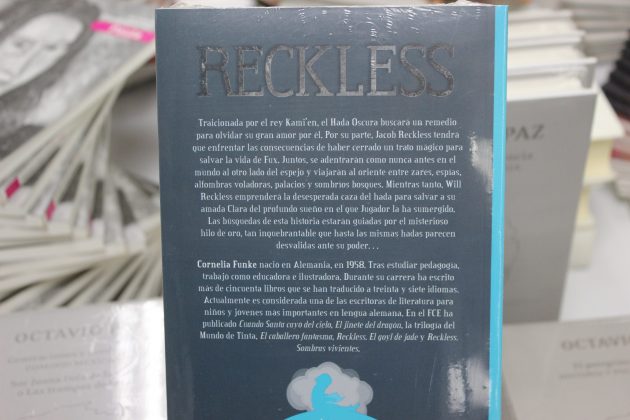 RECKLESS
Traicionada por el rey Kami'en, el Hada Oscura buscará un remedio
para olvidar su gran amor por él. Por su parte, Jacob Reckless tendrá
que enfrentar las consecuencias de haber cerrado un trato mágico para
salvar la vida de Fux. Juntos, se adentrarán como nunca antes en el
mundo al otro lado del espejo y viajarán al oriente entre zares, espías,
alfombras voladoras, palacios y sombríos bosques. Mientras tanto, Will
Reckless emprenderá la desesperada caza del hada para salvar a su
amada Clara del profundo sueño en el que Jugador la ha sumergido.
Las búsquedas de esta historia estarán guiadas por el misterioso
hilo de oro, tan inquebrantable que hasta las mismas hadas parecen
desvalidas ante su poder...
Cornelia Funke nació en Alemania, en 1958. Tras estudiar pedagogía,
trabajó como educadora e ilustradora. Durante su carrera ha escrito
más de cincuenta libros que se han traducido a treinta y siete idiomas.
Actualmente es considerada una de las escritoras de literatura para
niños y jóvenes más importantes en lengua alemana. En el FCE ha
publicado Cuando Santa cayó del cielo, El jinete del dragón, la trilogía del
Mundo de Tinta, El caballero fantasma, Reckless. El goyl de jade y Reckless.
Sombras vivientes.
PAZ
OCTAVIO
OCTAVIO